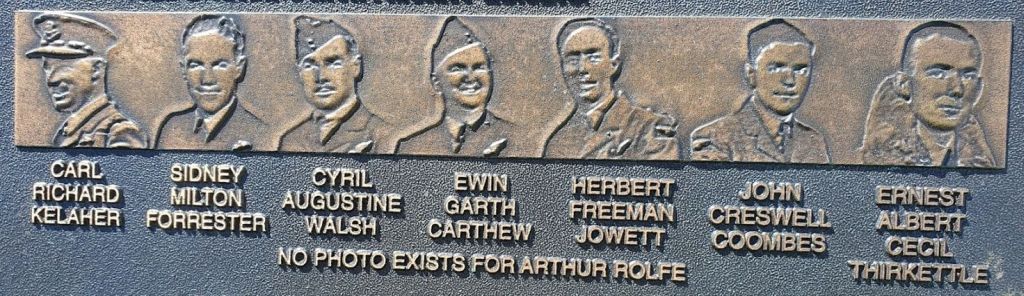 CARL
RICHARD
KELAHER
SIDNEY
MILTON
FORRESTER
CYRIL
AUGUSTINE
WALSH
EWIN
GARTH
CARTHEW
HERBERT
FREEMAN
JOWETT
JOHN
CRESWELL
COOMBES
ERNEST
ALBERT
CECIL
THIRKETTLE
NO PHOTO EXISTS FOR ARTHUR ROLFE